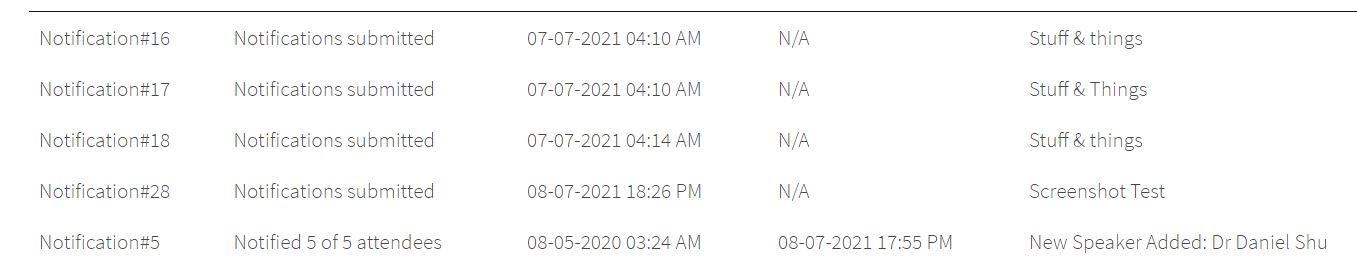 Notification#16 Notifications submitted 07-07-2021 04:10 AM N/A Stuff & things
Notification#17 Notifications submitted 07-07-2021 04:10 AM N/A Stuff & Things
Notification#18 Notifications submitted 07-07-2021 04:14 AM N/A Stuff & things
Notification#28 Notifications submitted 08-07-2021 18:26 PM N/A Screenshot Test
Notification#5 Notified 5 of 5 attendees 08-05-2020 03:24 AM 08-07-2021 17:55 PM New Speaker Added: Dr Daniel Shu